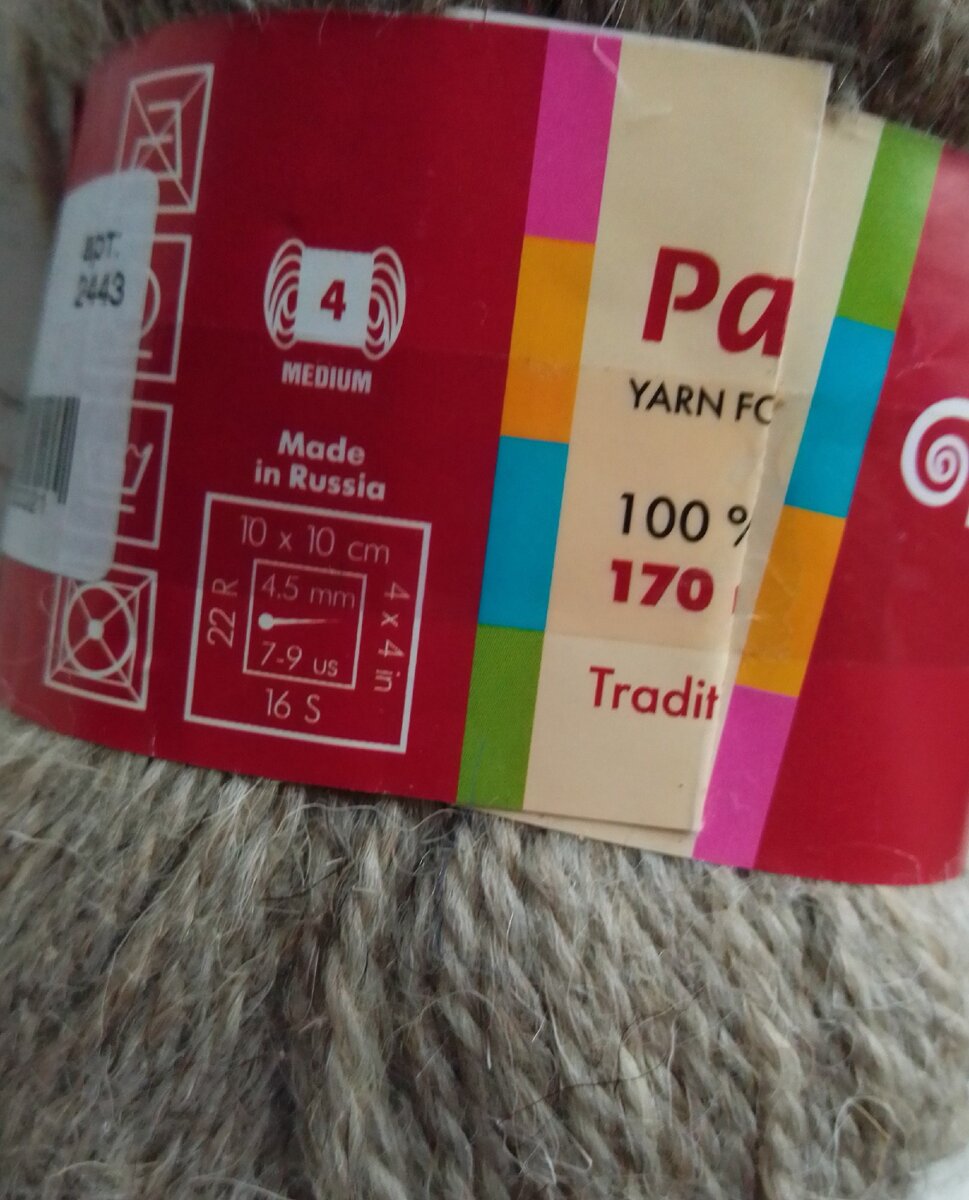 арт.
2443
4
MEDIUM
Made
in Russia
10 x 10 cm
22 R
4.5 mm
7-9 US
4 x 4 in
16 S
Pa
YARN FO
100 %
170
Tradit